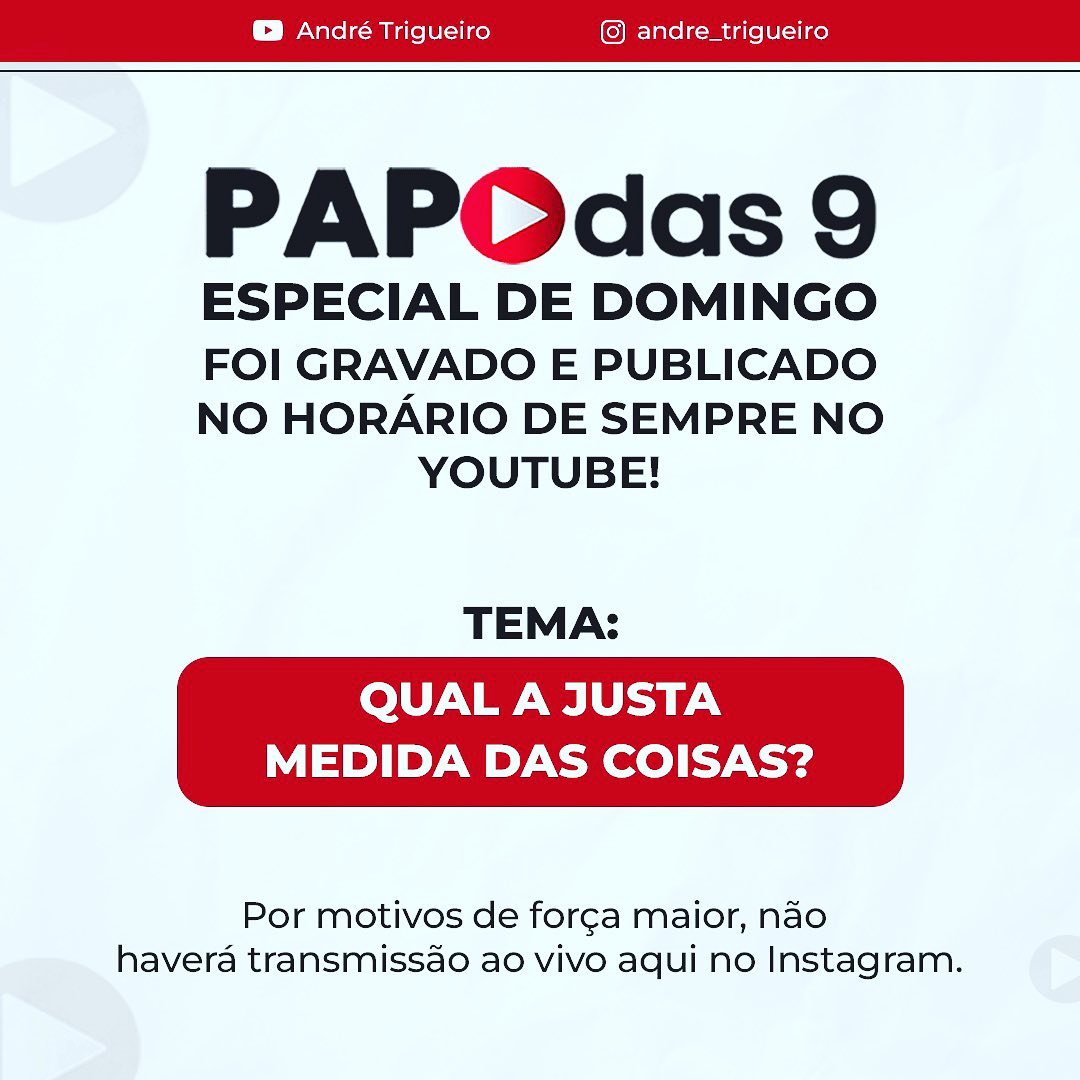 André Trigueiro andre_trigueiro
PAPO das 9
ESPECIAL DE DOMINGO
FOI GRAVADO E PUBLICADO
NO HORÁRIO DE SEMPRE NO
YOUTUBE!
TEMA:
QUAL A JUSTA
MEDIDA DAS COISAS?
Por motivos de força maior, não
haverá transmissão ao vivo aqui no Instagram.